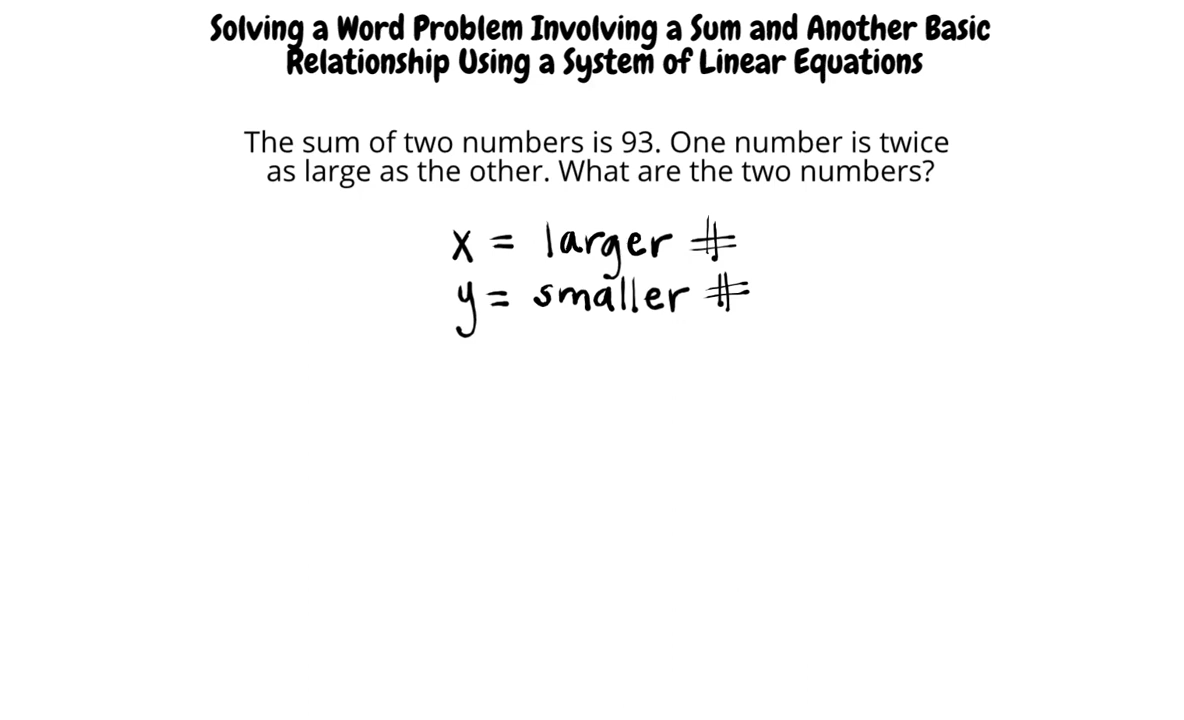 Solving a Word Problem Involving a Sum and Another Basic
Relationship Using a System of Linear Equations
The sum of two numbers is 93. One number is twice
as large as the other. What are the two numbers?
x = larger #
y = smaller #